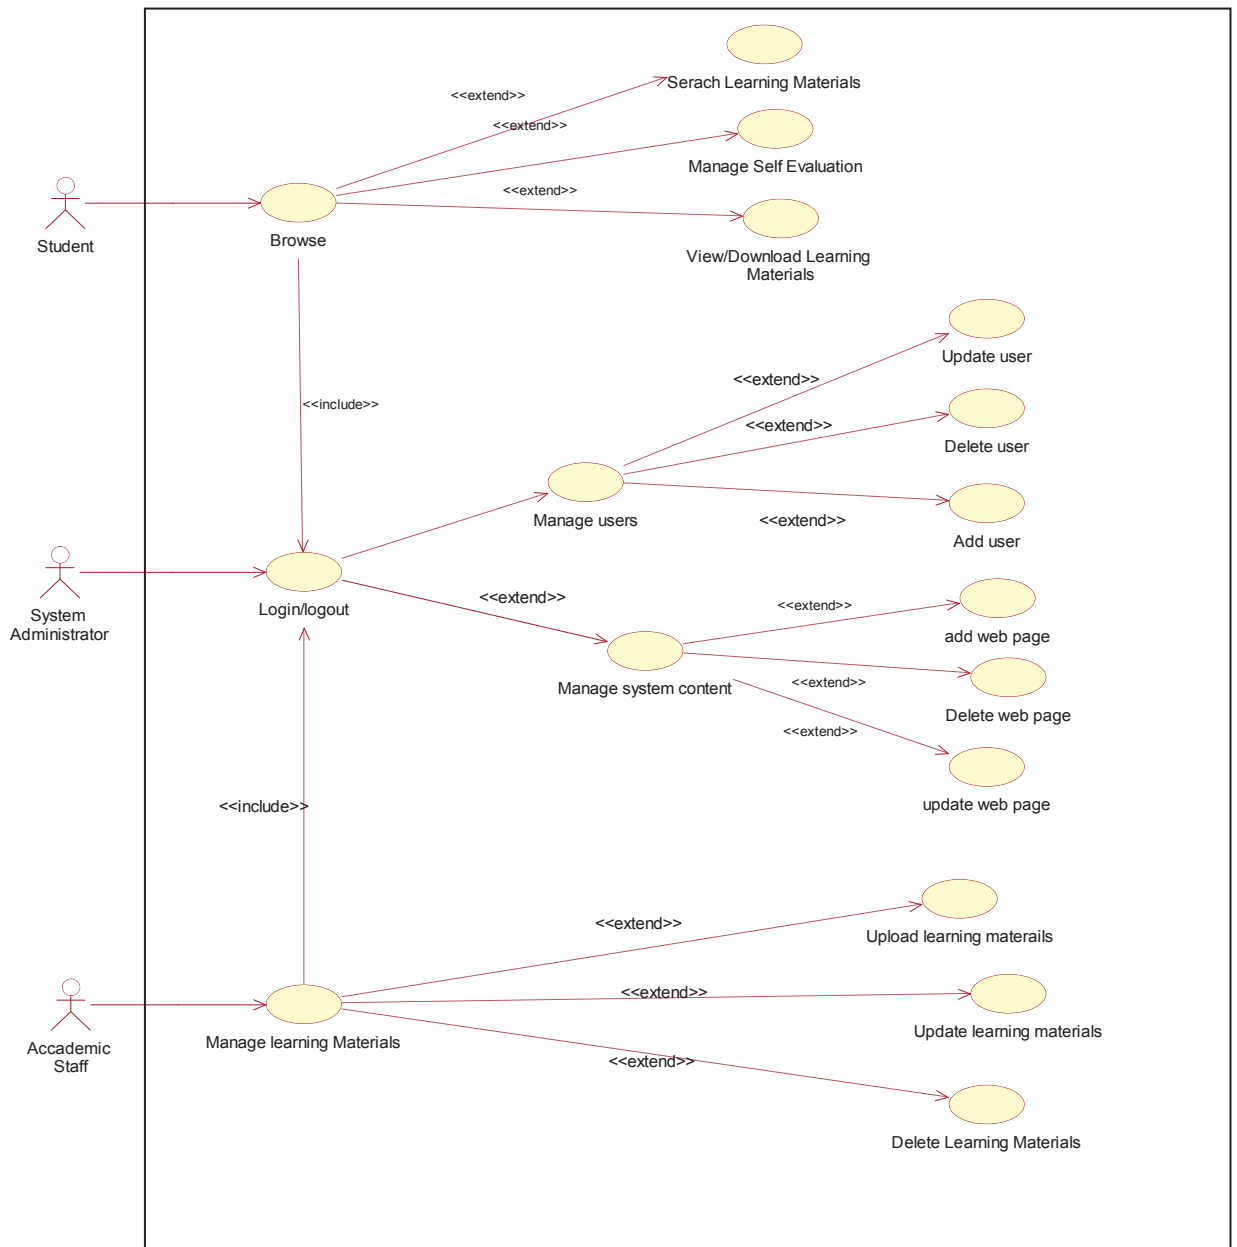 <<extend>>
Serach Learning Materials
<<extend>>
Manage Self Evaluation
<<extend>>
Student
Browse
View/Download Learning
Materials
Update user
<<extend>>
<<include>>
<<extend>>
Delete user
Manage users
<<extend>>
Add user
System
Administrator
Login/logout
<<extend>>
<<extend>>
add web page
Manage system content
<<extend>>
Delete web page
<<extend>>
update web page
<<include>>
<<extend>>
Upload learning materails
<<extend>>
Update learning materials
Accademic
Staff
Manage learning Materials
<<extend>>
Delete Learning Materials